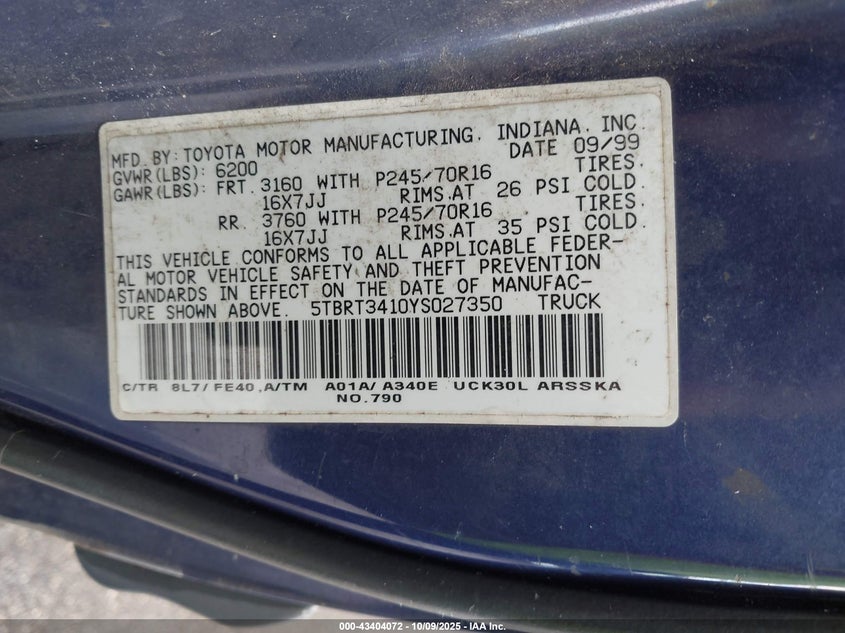 MFD. BY: TOYOTA MOTOR MANUFACTURING, INDIANA, INC.
GVWR(LBS): 6200 DATE 09/99
GAWR(LBS): FRT. 3160 WITH P245/70R16 TIRES.
16X7JJ RIMS.AT 26 PSI COLD.
RR. 3760 WITH P245/70R16 TIRES.
16X7JJ RIMS.AT 35 PSI COLD.
THIS VEHICLE CONFORMS TO ALL APPLICABLE FEDER-
AL MOTOR VEHICLE SAFETY AND THEFT PREVENTION
STANDARDS IN EFFECT ON THE DATE OF MANUFAC-
TURE SHOWN ABOVE. 5TBRT3410YS027350 TRUCK
C/TR 8L7/FE40,A/TM A01A/A340E UCK30L ARSSKA
NO.790
000-43404072 - 10/09/2025 - © IAA Inc.